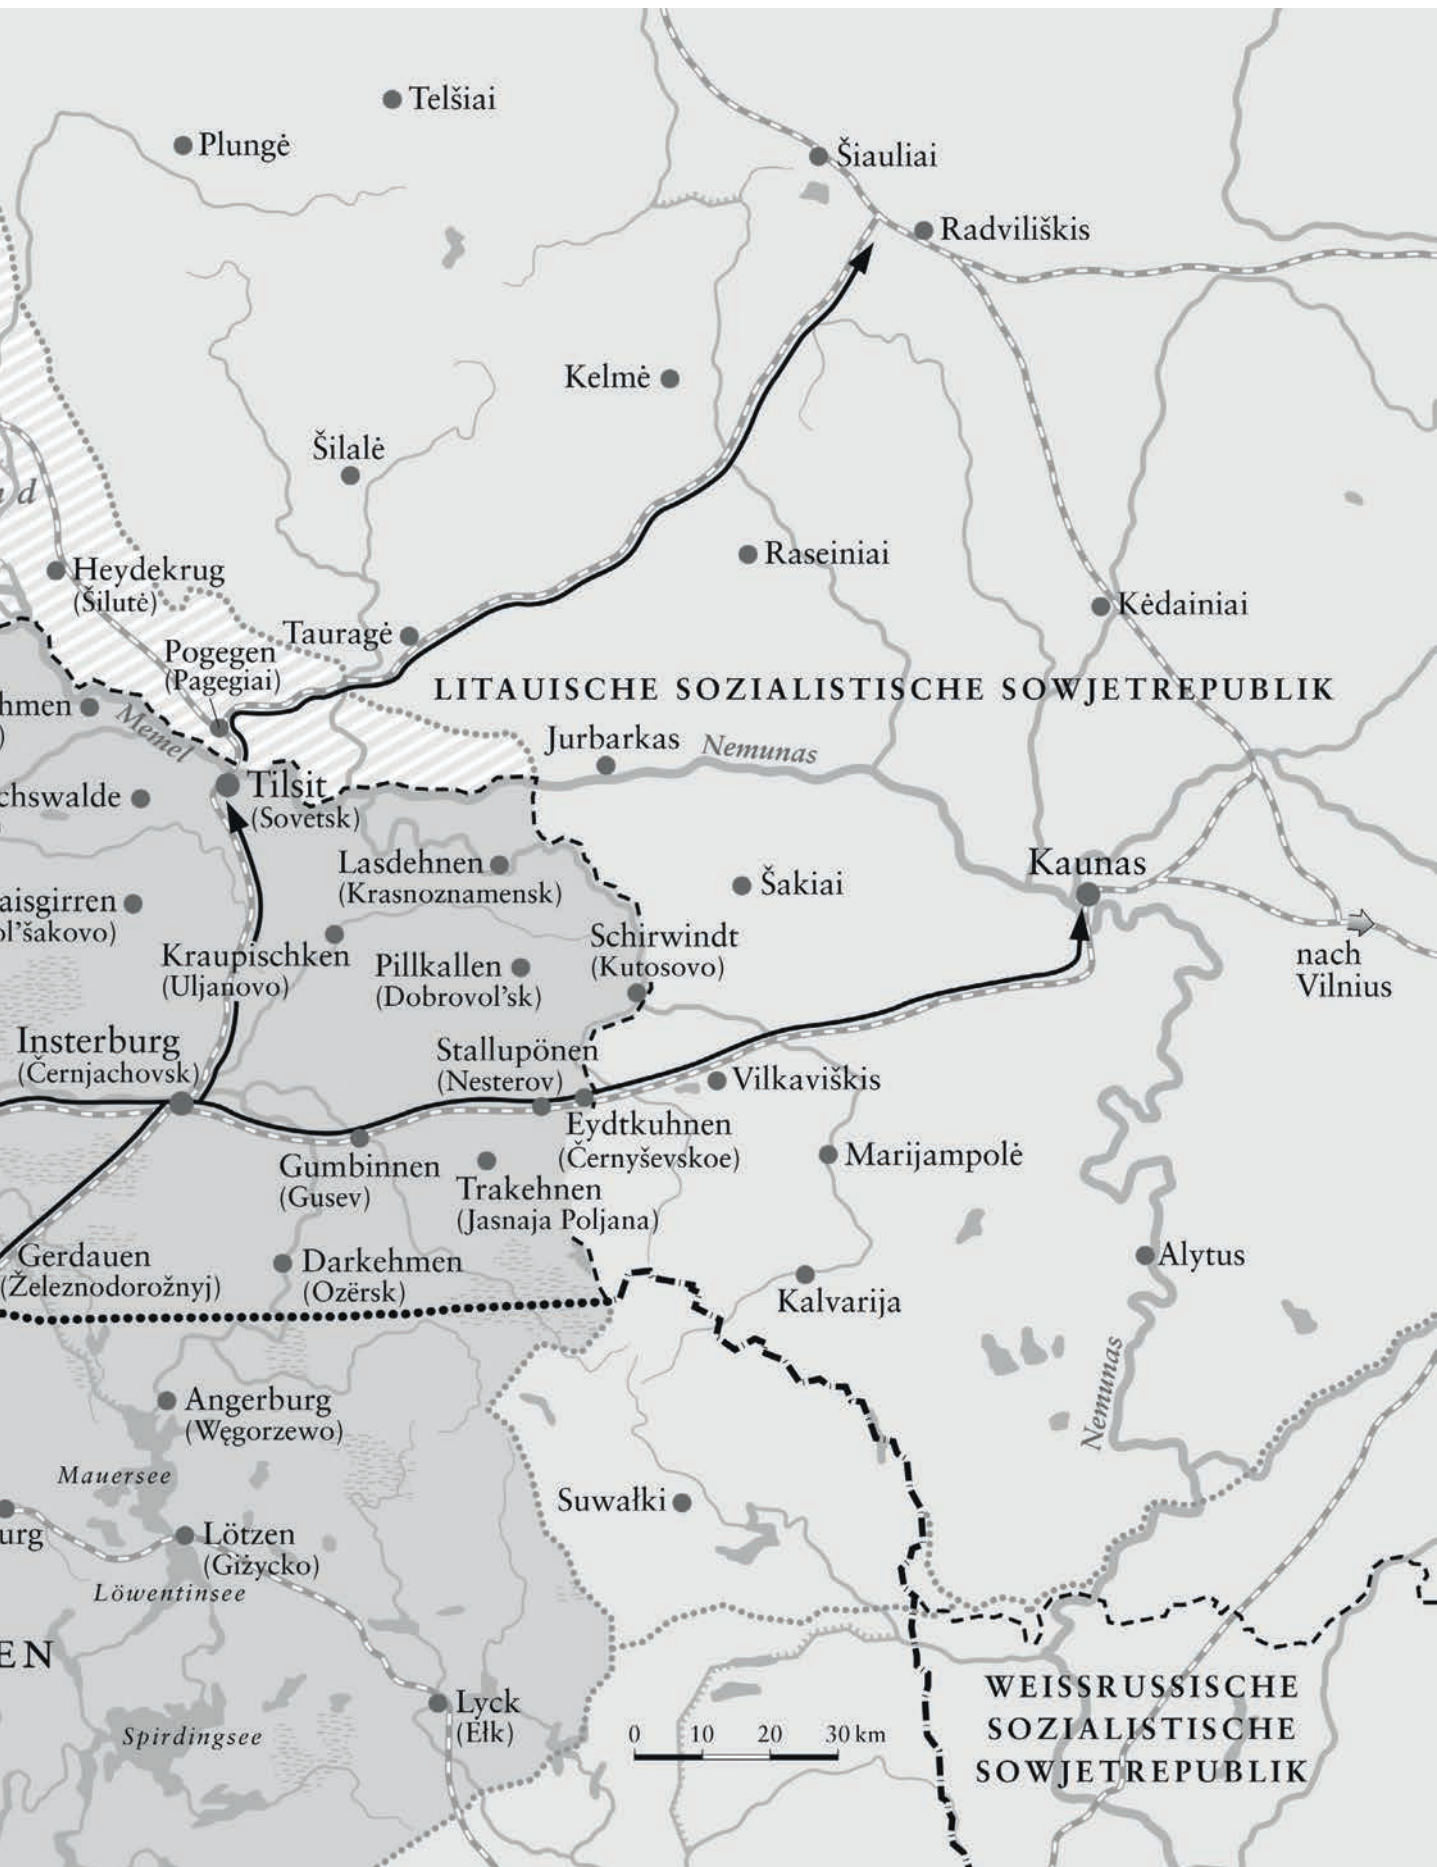 Telšiai
Plungė
Šiauliai
Radviliškis
Kelmė
Šilalė
Heydekrug
(Šilutė)
Raseiniai
Kėdainiai
Tauragė
Pogegen
(Pagegiai)
LITAUISCHE SOZIALISTISCHE SOWJETREPUBLIK
Memel
Jurbarkas
Nemunas
Tilsit
(Sovetsk)
Lasdehnen
(Krasnoznamensk)
Šakiai
Kaunas
nach
Vilnius
Kraupischken
(Uljanovo)
Pillkallen
(Dobrovol'sk)
Schirwindt
(Kutosovo)
Insterburg
(Černjachovsk)
Stallupönen
(Nesterov)
Vilkaviškis
Eydtkuhnen
(Černyševskoe)
Marijampolė
Gumbinnen
(Gusev)
Trakehnen
(Jasnaja Poljana)
Gerdauen
(Železnodorožnyj)
Darkehmen
(Ozërsk)
Alytus
Kalvarija
Nemunas
Angerburg
(Węgorzewo)
Mauersee
Suwałki
Lötzen
(Giżycko)
Löwentinsee
Lyck
(Ełk)
Spirdingsee
0 10 20 30 km
WEISSRUSSISCHE
SOZIALISTISCHE
SOWJETREPUBLIK